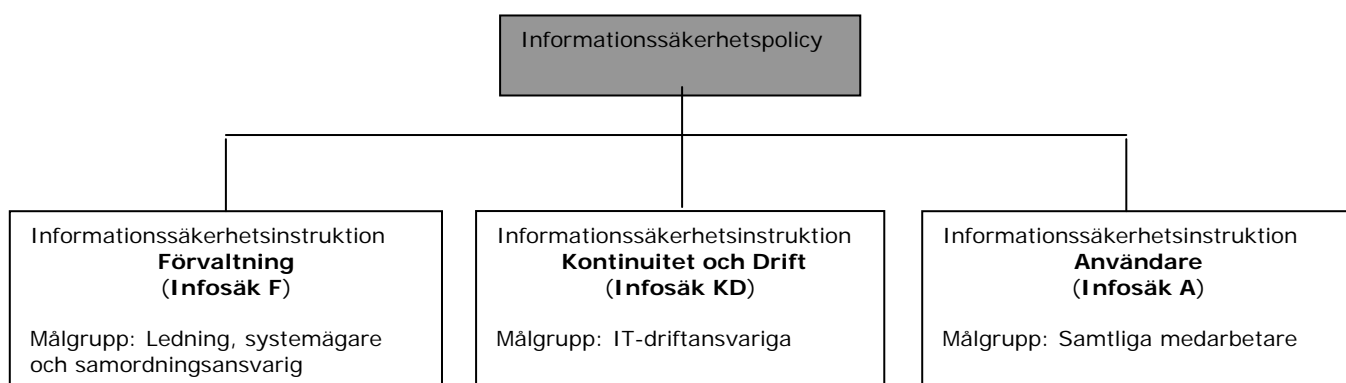 Informationssäkerhetspolicy
Informationssäkerhetsinstruktion
Förvaltning
(Infosäk F)
Målgrupp: Ledning, systemägare
och samordningsansvarig
Informationssäkerhetsinstruktion
Kontinuitet och Drift
(Infosäk KD)
Målgrupp: IT-driftansvariga
Informationssäkerhetsinstruktion
Användare
(Infosäk A)
Målgrupp: Samtliga medarbetare